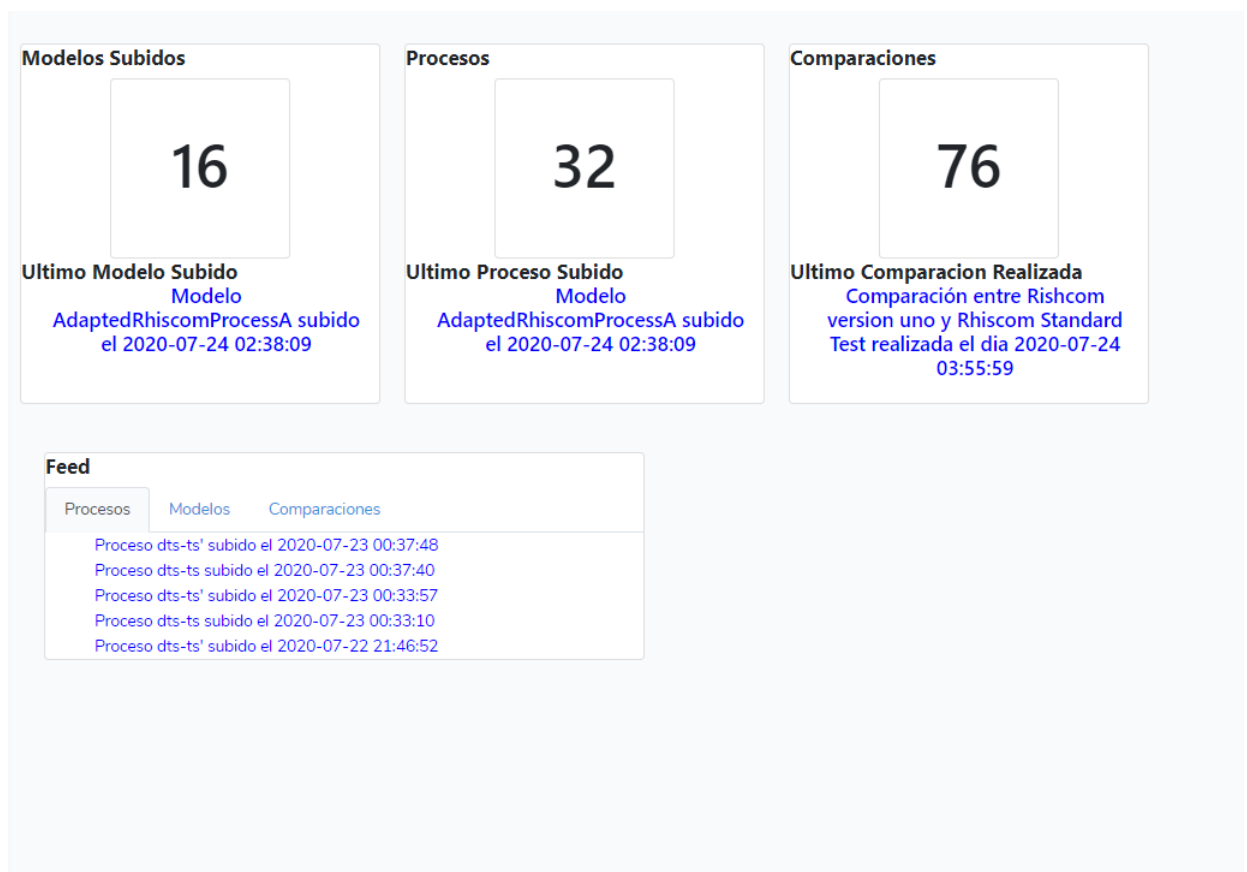 Modelos Subidos
16
Ultimo Modelo Subido
Modelo
AdaptedRhiscomProcessA subido
el 2020-07-24 02:38:09
Procesos
32
Ultimo Proceso Subido
Modelo
AdaptedRhiscomProcessA subido
el 2020-07-24 02:38:09
Comparaciones
76
Ultimo Comparacion Realizada
Comparación entre Rishcom
version uno y Rhiscom Standard
Test realizada el dia 2020-07-24
03:55:59
Feed
Procesos Modelos Comparaciones
Proceso dts-ts' subido el 2020-07-23 00:37:48
Proceso dts-ts subido el 2020-07-23 00:37:40
Proceso dts-ts' subido el 2020-07-23 00:33:57
Proceso dts-ts subido el 2020-07-23 00:33:10
Proceso dts-ts' subido el 2020-07-22 21:46:52